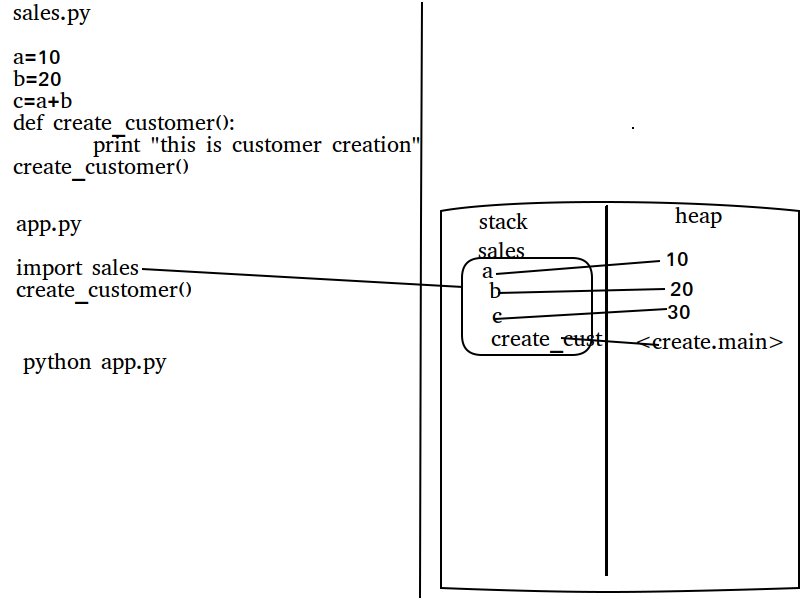 sales.py
a=10
b=20
c=a+b
def create_customer():
print "this is customer creation"
create_customer()
app.py
import sales
create_customer()
python app.py
stack
heap
sales
a
10
b
20
c
30
create_cust
<create.main>